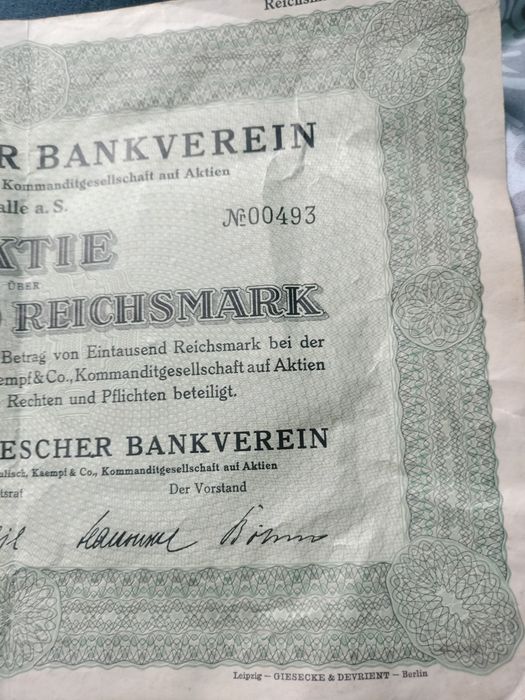 Reichsm
R BANKVEREIN
Kommanditgesellschaft auf Aktien
alle a. S.
№00493
KTIE
ÜBER
REICHSMARK
Betrag von Eintausend Reichsmark bei der
empf & Co., Kommanditgesellschaft auf Aktien
Rechten und Pflichten beteiligt.
ESCHER BANKVEREIN
alisch, Kaempf & Co., Kommanditgesellschaft auf Aktien
tsrat
Der Vorstand
Leipzig – GIESECKE & DEVRIENT – Berlin